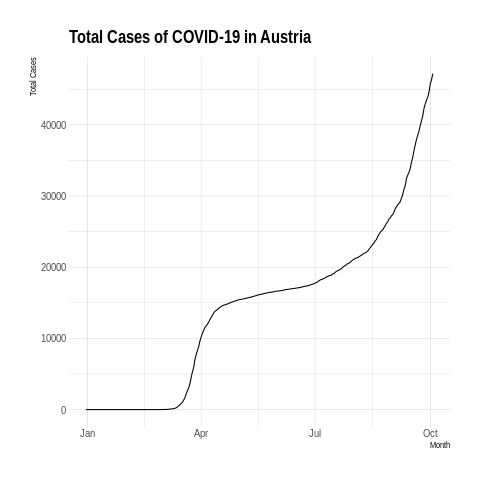 Total Cases of COVID-19 in Austria
Total Cases
40000
30000
20000
10000
0
Jan Apr Jul Oct
Month